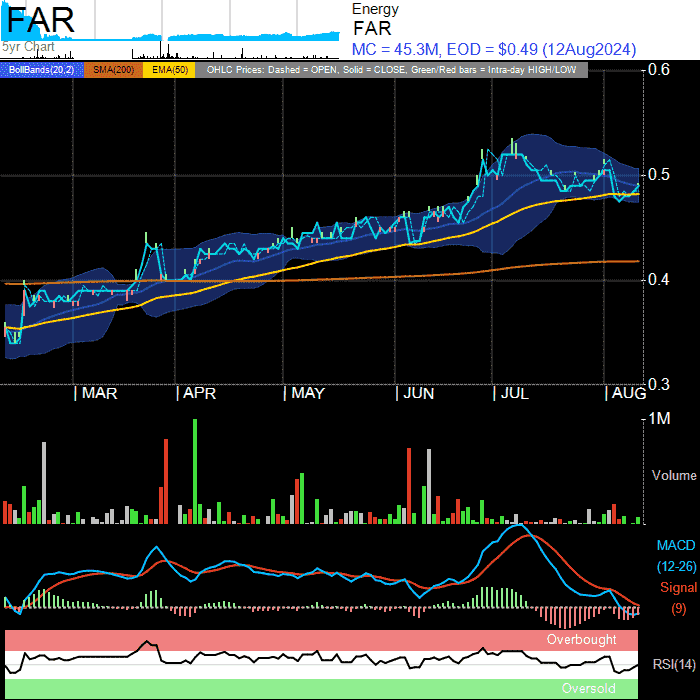 FAR
5yr Chart
Energy
FAR
MC = 45.3M, EOD = $0.49 (12Aug2024)
BollBands(20,2) SMA(200) EMA(50) OHLC Prices: Dashed = OPEN, Solid = CLOSE, Green/Red bars = Intra-day HIGH/LOW
0.6
0.5
0.4
0.3
| MAR | APR | MAY | JUN | JUL | AUG
1M
Volume
MACD
(12-26)
Signal
(9)
Overbought
RSI(14)
Oversold